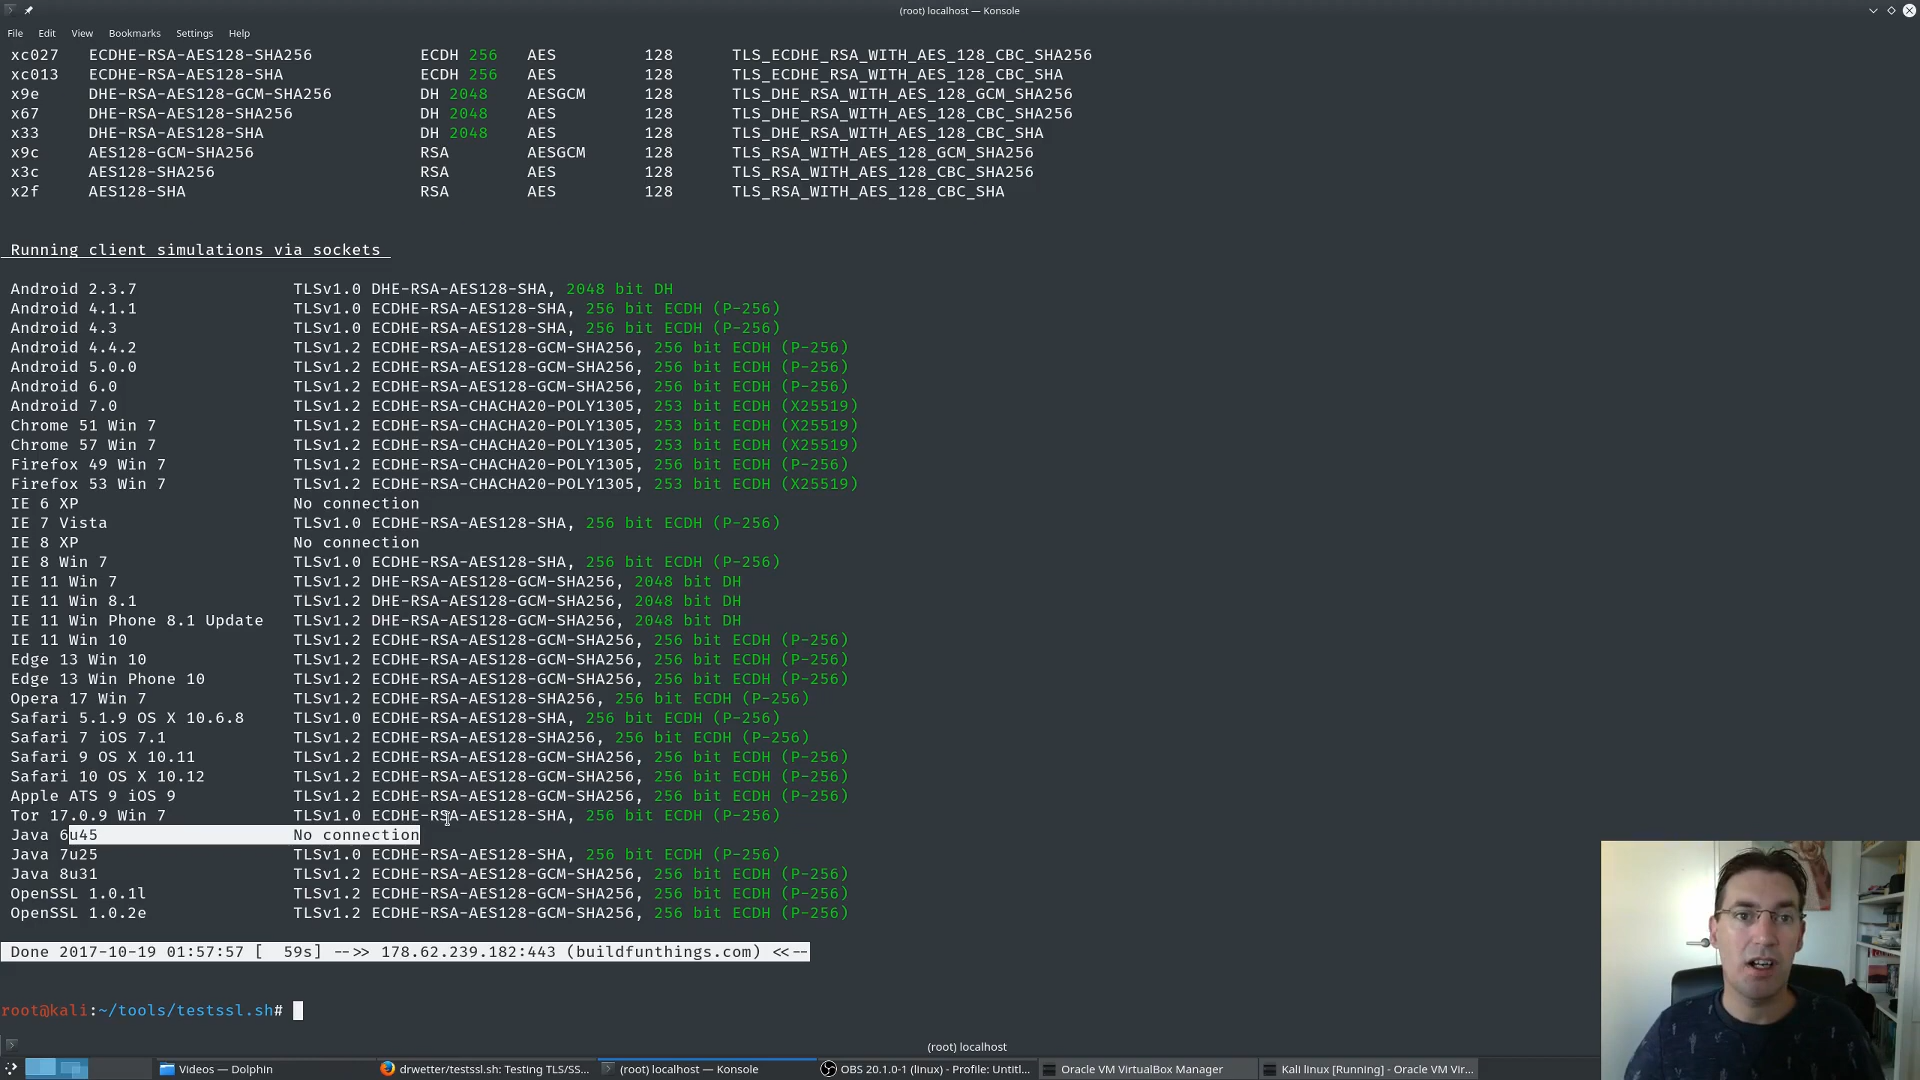 (root) localhost — Konsole
File Edit View Bookmarks Settings Help
xc027 ECDHE-RSA-AES128-SHA256 ECDH 256 AES 128 TLS_ECDHE_RSA_WITH_AES_128_CBC_SHA256
xc013 ECDHE-RSA-AES128-SHA ECDH 256 AES 128 TLS_ECDHE_RSA_WITH_AES_128_CBC_SHA
x9e DHE-RSA-AES128-GCM-SHA256 DH 2048 AESGCM 128 TLS_DHE_RSA_WITH_AES_128_GCM_SHA256
x67 DHE-RSA-AES128-SHA256 DH 2048 AES 128 TLS_DHE_RSA_WITH_AES_128_CBC_SHA256
x33 DHE-RSA-AES128-SHA DH 2048 AES 128 TLS_DHE_RSA_WITH_AES_128_CBC_SHA
x9c AES128-GCM-SHA256 RSA AESGCM 128 TLS_RSA_WITH_AES_128_GCM_SHA256
x3c AES128-SHA256 RSA AES 128 TLS_RSA_WITH_AES_128_CBC_SHA256
x2f AES128-SHA RSA AES 128 TLS_RSA_WITH_AES_128_CBC_SHA
Running client simulations via sockets
Android 2.3.7 TLSv1.0 DHE-RSA-AES128-SHA, 2048 bit DH
Android 4.1.1 TLSv1.0 ECDHE-RSA-AES128-SHA, 256 bit ECDH (P-256)
Android 4.3 TLSv1.0 ECDHE-RSA-AES128-SHA, 256 bit ECDH (P-256)
Android 4.4.2 TLSv1.2 ECDHE-RSA-AES128-GCM-SHA256, 256 bit ECDH (P-256)
Android 5.0.0 TLSv1.2 ECDHE-RSA-AES128-GCM-SHA256, 256 bit ECDH (P-256)
Android 6.0 TLSv1.2 ECDHE-RSA-AES128-GCM-SHA256, 256 bit ECDH (P-256)
Android 7.0 TLSv1.2 ECDHE-RSA-CHACHA20-POLY1305, 253 bit ECDH (X25519)
Chrome 51 Win 7 TLSv1.2 ECDHE-RSA-CHACHA20-POLY1305, 253 bit ECDH (X25519)
Chrome 57 Win 7 TLSv1.2 ECDHE-RSA-CHACHA20-POLY1305, 253 bit ECDH (X25519)
Firefox 49 Win 7 TLSv1.2 ECDHE-RSA-CHACHA20-POLY1305, 256 bit ECDH (P-256)
Firefox 53 Win 7 TLSv1.2 ECDHE-RSA-CHACHA20-POLY1305, 253 bit ECDH (X25519)
IE 6 XP No connection
IE 7 Vista TLSv1.0 ECDHE-RSA-AES128-SHA, 256 bit ECDH (P-256)
IE 8 XP No connection
IE 8 Win 7 TLSv1.0 ECDHE-RSA-AES128-SHA, 256 bit ECDH (P-256)
IE 11 Win 7 TLSv1.2 DHE-RSA-AES128-GCM-SHA256, 2048 bit DH
IE 11 Win 8.1 TLSv1.2 DHE-RSA-AES128-GCM-SHA256, 2048 bit DH
IE 11 Win Phone 8.1 Update TLSv1.2 DHE-RSA-AES128-GCM-SHA256, 2048 bit DH
IE 11 Win 10 TLSv1.2 ECDHE-RSA-AES128-GCM-SHA256, 256 bit ECDH (P-256)
Edge 13 Win 10 TLSv1.2 ECDHE-RSA-AES128-GCM-SHA256, 256 bit ECDH (P-256)
Edge 13 Win Phone 10 TLSv1.2 ECDHE-RSA-AES128-GCM-SHA256, 256 bit ECDH (P-256)
Opera 17 Win 7 TLSv1.2 ECDHE-RSA-AES128-SHA256, 256 bit ECDH (P-256)
Safari 5.1.9 OS X 10.6.8 TLSv1.0 ECDHE-RSA-AES128-SHA, 256 bit ECDH (P-256)
Safari 7 iOS 7.1 TLSv1.2 ECDHE-RSA-AES128-SHA256, 256 bit ECDH (P-256)
Safari 9 OS X 10.11 TLSv1.2 ECDHE-RSA-AES128-GCM-SHA256, 256 bit ECDH (P-256)
Safari 10 OS X 10.12 TLSv1.2 ECDHE-RSA-AES128-GCM-SHA256, 256 bit ECDH (P-256)
Apple ATS 9 iOS 9 TLSv1.2 ECDHE-RSA-AES128-GCM-SHA256, 256 bit ECDH (P-256)
Tor 17.0.9 Win 7 TLSv1.0 ECDHE-RSA-AES128-SHA, 256 bit ECDH (P-256)
Java 6u45 No connection
Java 7u25 TLSv1.0 ECDHE-RSA-AES128-SHA, 256 bit ECDH (P-256)
Java 8u31 TLSv1.2 ECDHE-RSA-AES128-GCM-SHA256, 256 bit ECDH (P-256)
OpenSSL 1.0.1l TLSv1.2 ECDHE-RSA-AES128-GCM-SHA256, 256 bit ECDH (P-256)
OpenSSL 1.0.2e TLSv1.2 ECDHE-RSA-AES128-GCM-SHA256, 256 bit ECDH (P-256)
Done 2017-10-19 01:57:57 [ 59s] -->> 178.62.239.182:443 (buildfunthings.com) <<--
root@kali:~/tools/testssl.sh#
(root) localhost
Videos — Dolphin drwetter/testssl.sh: Testing TLS/SS... (root) localhost — Konsole OBS 20.1.0-1 (linux) - Profile: Untitl... Oracle VM VirtualBox Manager Kali linux [Running] - Oracle VM Vir...